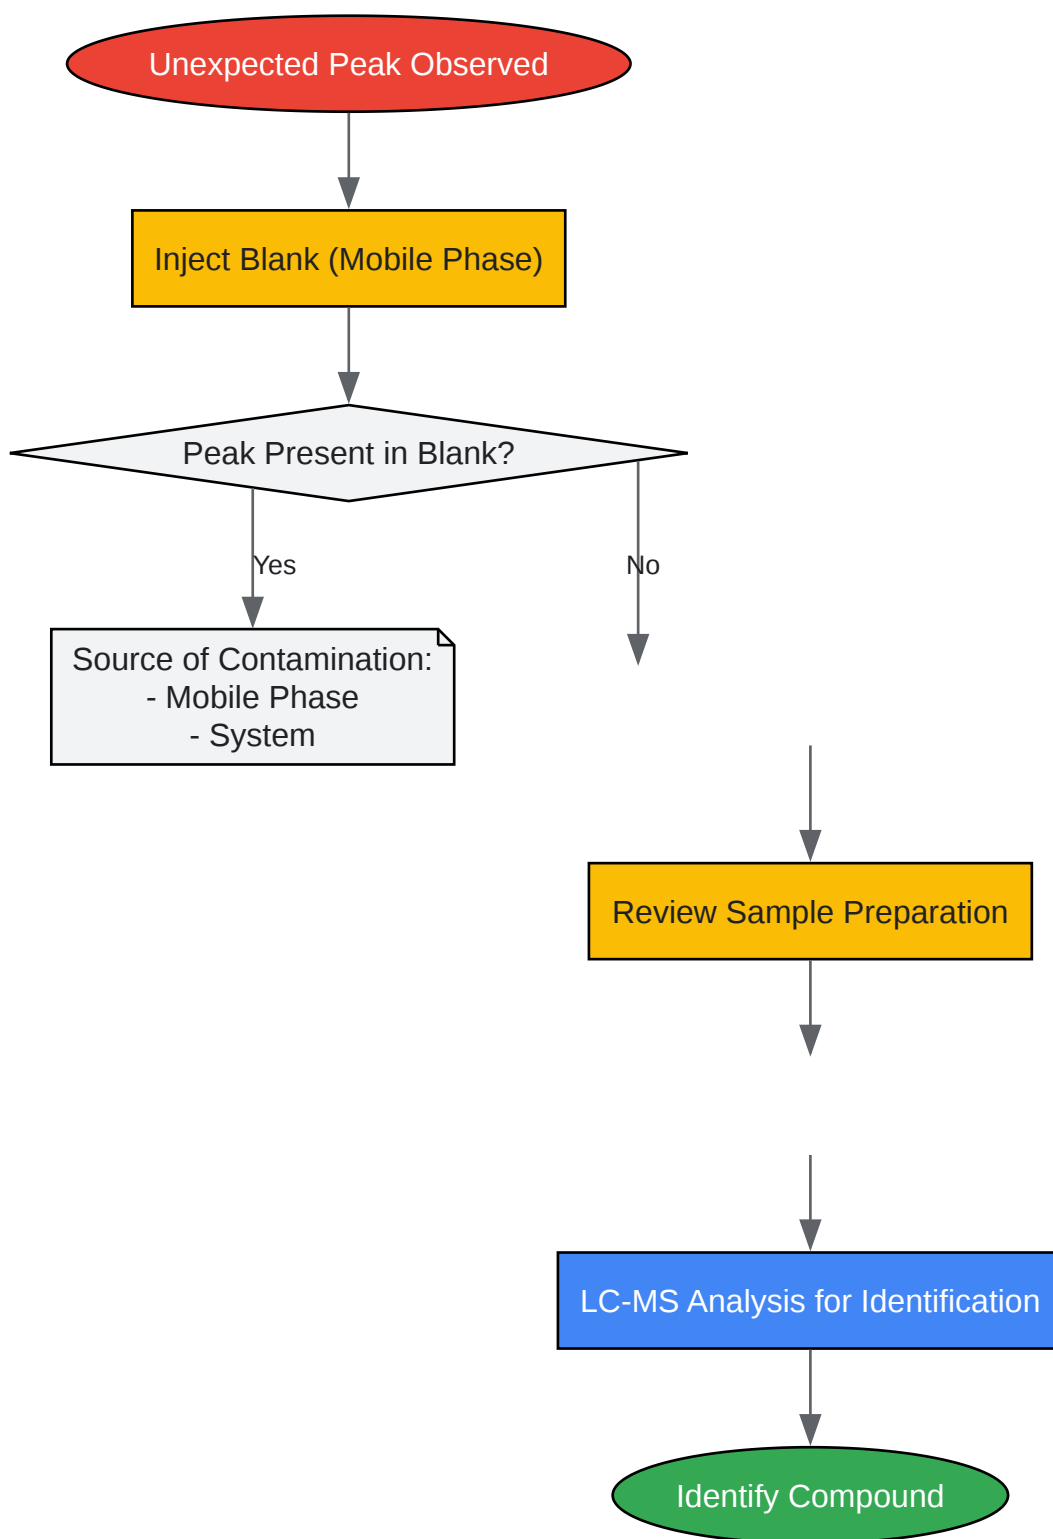 Unexpected Peak Observed
Inject Blank (Mobile Phase)
Peak Present in Blank?
Yes
No
Source of Contamination:
- Mobile Phase
- System
Review Sample Preparation
LC-MS Analysis for Identification
Identify Compound